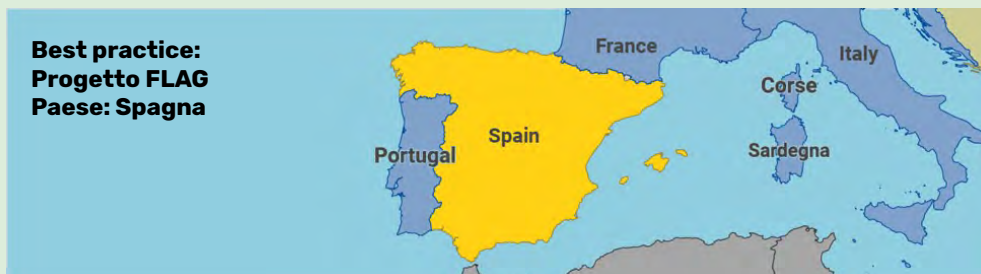 Best practice:
Progetto FLAG
Paese: Spagna
France
Italy
Corse
Spain
Portugal
Sardegna